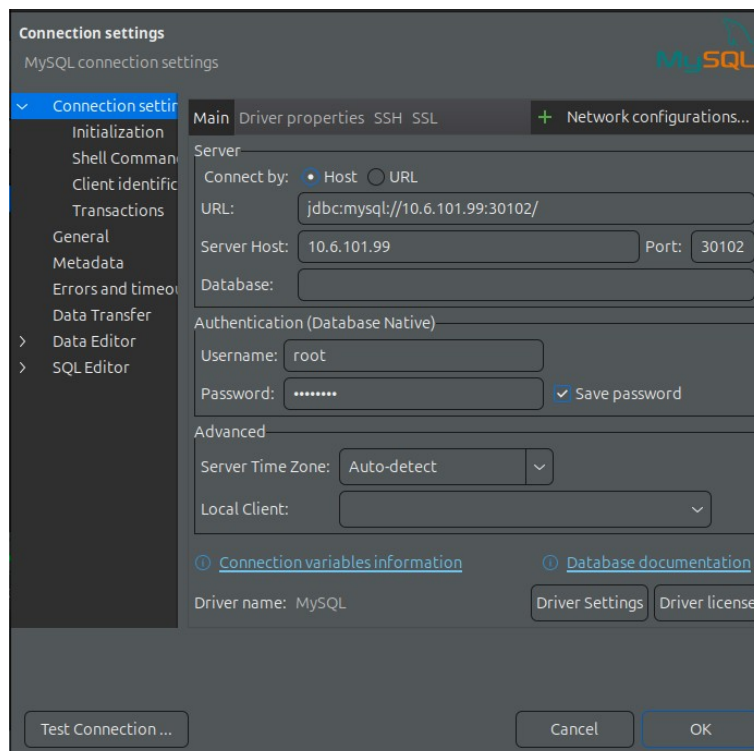 Connection settings
MySQL connection settings
MySQL
Connection settin
Initialization
Shell Comman
Client identific
Transactions
General
Metadata
Errors and timeou
Data Transfer
Data Editor
SQL Editor
Main Driver properties SSH SSL + Network configurations...
Server
Connect by: Host URL
URL: jdbc:mysql://10.6.101.99:30102/
Server Host: 10.6.101.99 Port: 30102
Database:
Authentication (Database Native)
Username: root
Password: •••••••• Save password
Advanced
Server Time Zone: Auto-detect
Local Client:
Connection variables information Database documentation
Driver name: MySQL Driver Settings Driver license
Test Connection ... Cancel OK